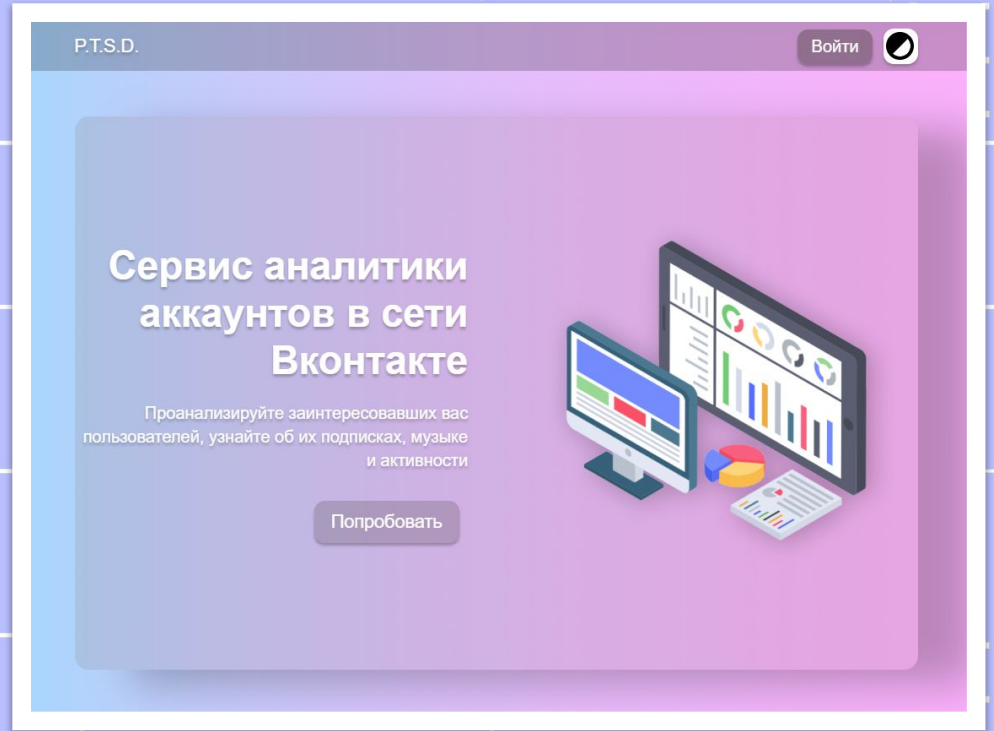 P.T.S.D.
Войти
Сервис аналитики
аккаунтов в сети
Вконтакте
Проанализируйте заинтересовавших вас
пользователей, узнайте об их подписках, музыке
и активности
Попробовать